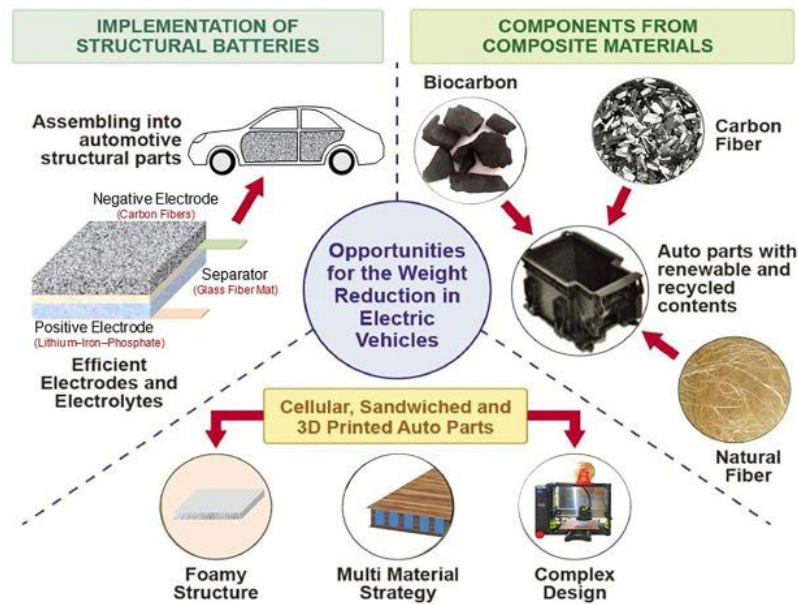 IMPLEMENTATION OF
STRUCTURAL BATTERIES
Assembling into
automotive
structural parts
Negative Electrode
(Carbon Fibers)
Separator
(Glass Fiber Mat)
Positive Electrode
(Lithium-Iron–Phosphate)
Efficient
Electrodes and
Electrolytes
COMPONENTS FROM
COMPOSITE MATERIALS
Biocarbon
Carbon
Fiber
Auto parts with
renewable and
recycled
contents
Natural
Fiber
Opportunities
for the Weight
Reduction in
Electric
Vehicles
Cellular, Sandwiched and
3D Printed Auto Parts
Foamy
Structure
Multi Material
Strategy
Complex
Design